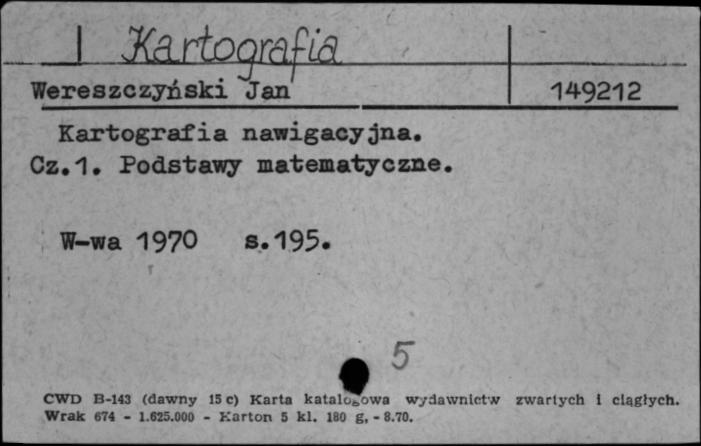 Kartografia
Wereszczyński Jan 149212
Kartografia nawigacyjna.
Cz.1. Podstawy matematyczne.
W-wa 1970 s.195.
5
CWD B-143 (dawny 15 c) Karta katalogowa wydawnictw zwartych i ciągłych.
Wrak 674 - 1.625.000 - Karton 5 kl. 180 g. - 8.70.